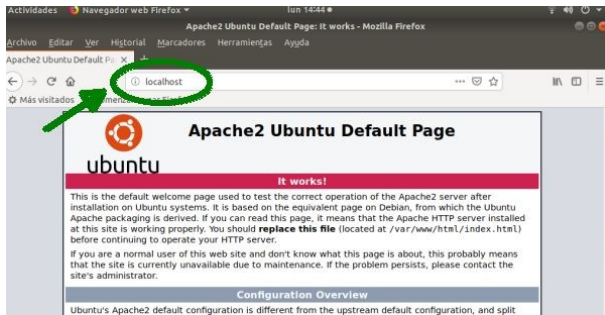 Actividades Navegador web Firefox lun 14:44
Apache2 Ubuntu Default Page: It works - Mozilla Firefox
Archivo Editar Ver Historial Marcadores Herramientas Ayuda
Apache2 Ubuntu Default Pa
localhost
Más visitados
Apache2 Ubuntu Default Page
ubuntu
It works!
This is the default welcome page used to test the correct operation of the Apache2 server after
installation on Ubuntu systems. It is based on the equivalent page on Debian, from which the Ubuntu
Apache packaging is derived. If you can read this page, it means that the Apache HTTP server installed
at this site is working properly. You should replace this file (located at /var/www/html/index.html)
before continuing to operate your HTTP server.
If you are a normal user of this web site and don't know what this page is about, this probably means
that the site is currently unavailable due to maintenance. If the problem persists, please contact the
site's administrator.
Configuration Overview
Ubuntu's Apache2 default configuration is different from the upstream default configuration, and split